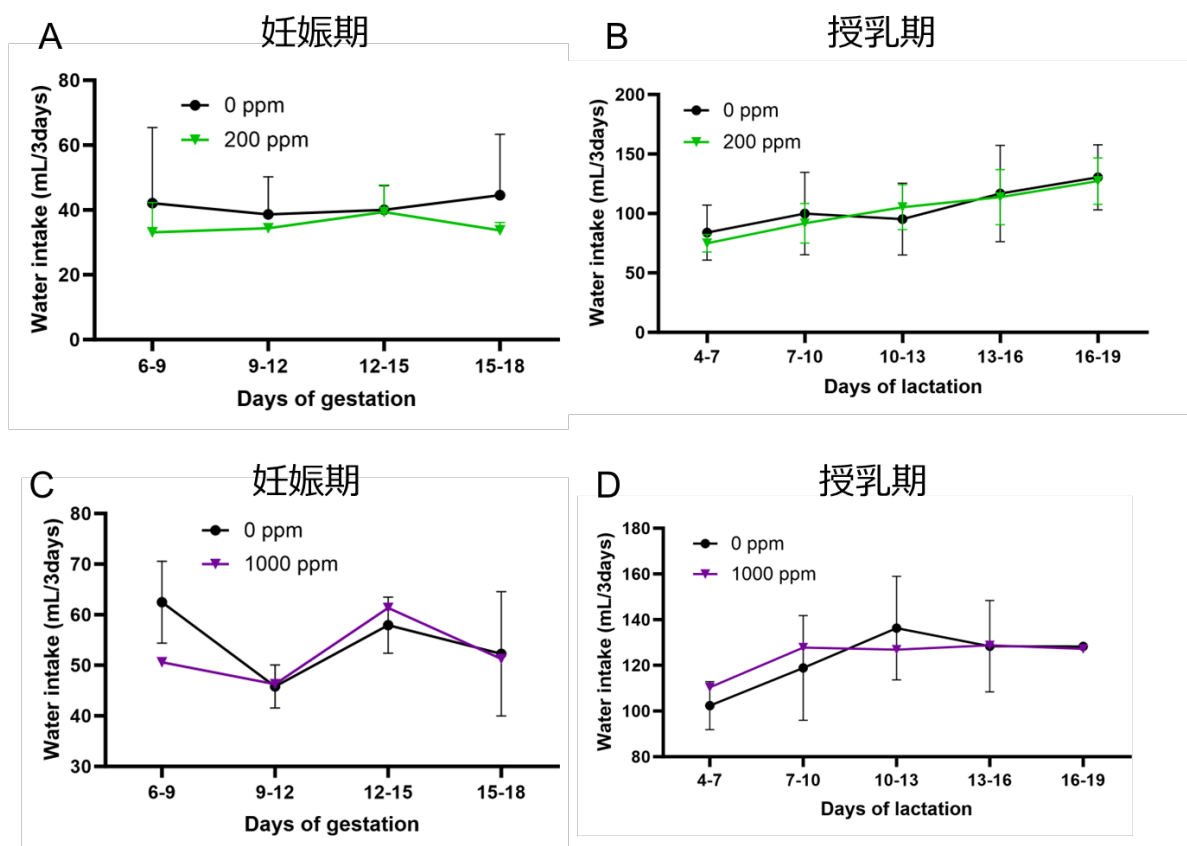 A
妊娠期
Water intake (mL/3days)
80
60
40
20
0
0 ppm
200 ppm
6-9
9-12
12-15
15-18
Days of gestation
B
授乳期
Water intake (mL/3days)
200
150
100
50
0
0 ppm
200 ppm
4-7
7-10
10-13
13-16
16-19
Days of lactation
C
妊娠期
Water intake (mL/3days)
80
70
60
50
40
30
0 ppm
1000 ppm
6-9
9-12
12-15
15-18
Days of gestation
D
授乳期
Water intake (mL/3days)
180
160
140
120
100
80
0 ppm
1000 ppm
4-7
7-10
10-13
13-16
16-19
Days of lactation